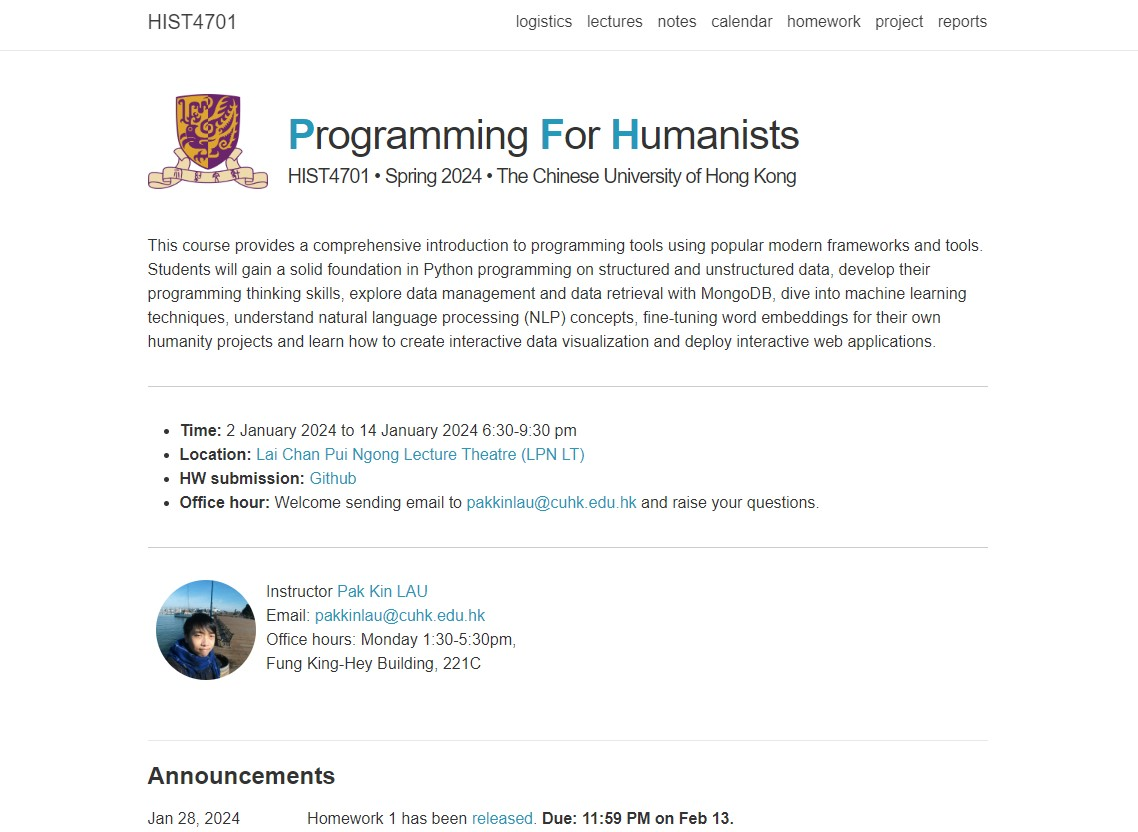 HIST4701
logistics lectures notes calendar homework project reports
Programming For Humanists
HIST4701 • Spring 2024 • The Chinese University of Hong Kong
This course provides a comprehensive introduction to programming tools using popular modern frameworks and tools.
Students will gain a solid foundation in Python programming on structured and unstructured data, develop their
programming thinking skills, explore data management and data retrieval with MongoDB, dive into machine learning
techniques, understand natural language processing (NLP) concepts, fine-tuning word embeddings for their own
humanity projects and learn how to create interactive data visualization and deploy interactive web applications.
• Time: 2 January 2024 to 14 January 2024 6:30-9:30 pm
• Location: Lai Chan Pui Ngong Lecture Theatre (LPN LT)
• HW submission: Github
• Office hour: Welcome sending email to pakkinlau@cuhk.edu.hk and raise your questions.
Instructor Pak Kin LAU
Email: pakkinlau@cuhk.edu.hk
Office hours: Monday 1:30-5:30pm,
Fung King-Hey Building, 221C
Announcements
Jan 28, 2024 Homework 1 has been released. Due: 11:59 PM on Feb 13.